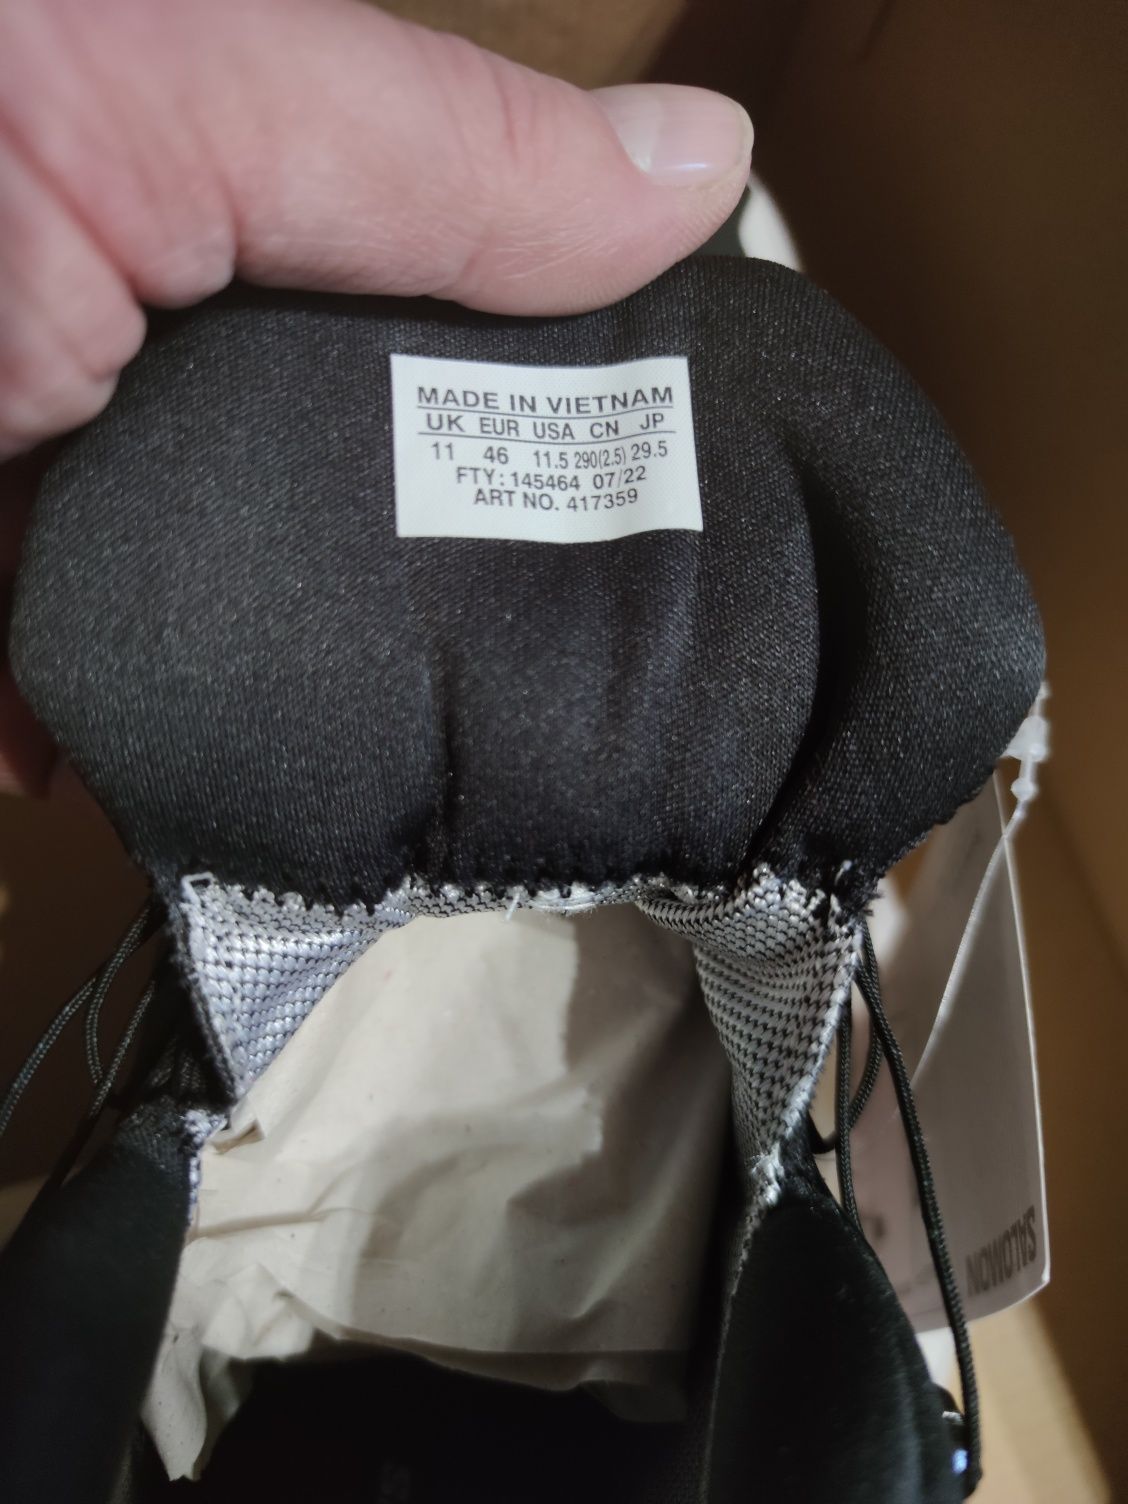 MADE IN VIETNAM
UK EUR USA CN JP
11 46 11.5 290(2.5) 29.5
FTY: 145464 07/22
ART NO. 417359
SALOMON
S